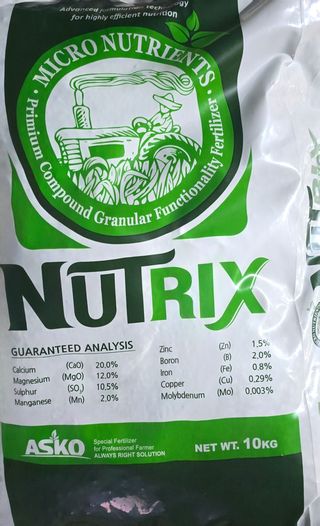 Advanced formulation technology
for highly efficient nutrition
MICRO NUTRIENTS
Primium Compound Granular Functionality Fertilizer
NUTRIX
GUARANTEED ANALYSIS
Calcium (CaO) 20.0%
Magnesium (MgO) 12.0%
Sulphur (SO₃) 10,5%
Manganese (Mn) 2.0%
Zinc (Zn) 1.5%
Boron (B) 2.0%
Iron (Fe) 0.8%
Copper (Cu) 0.29%
Molybdenum (Mo) 0,003%
ASKO
Special Fertilizer
for Professional Farmer
ALWAYS RIGHT SOLUTION
NET WT. 10KG